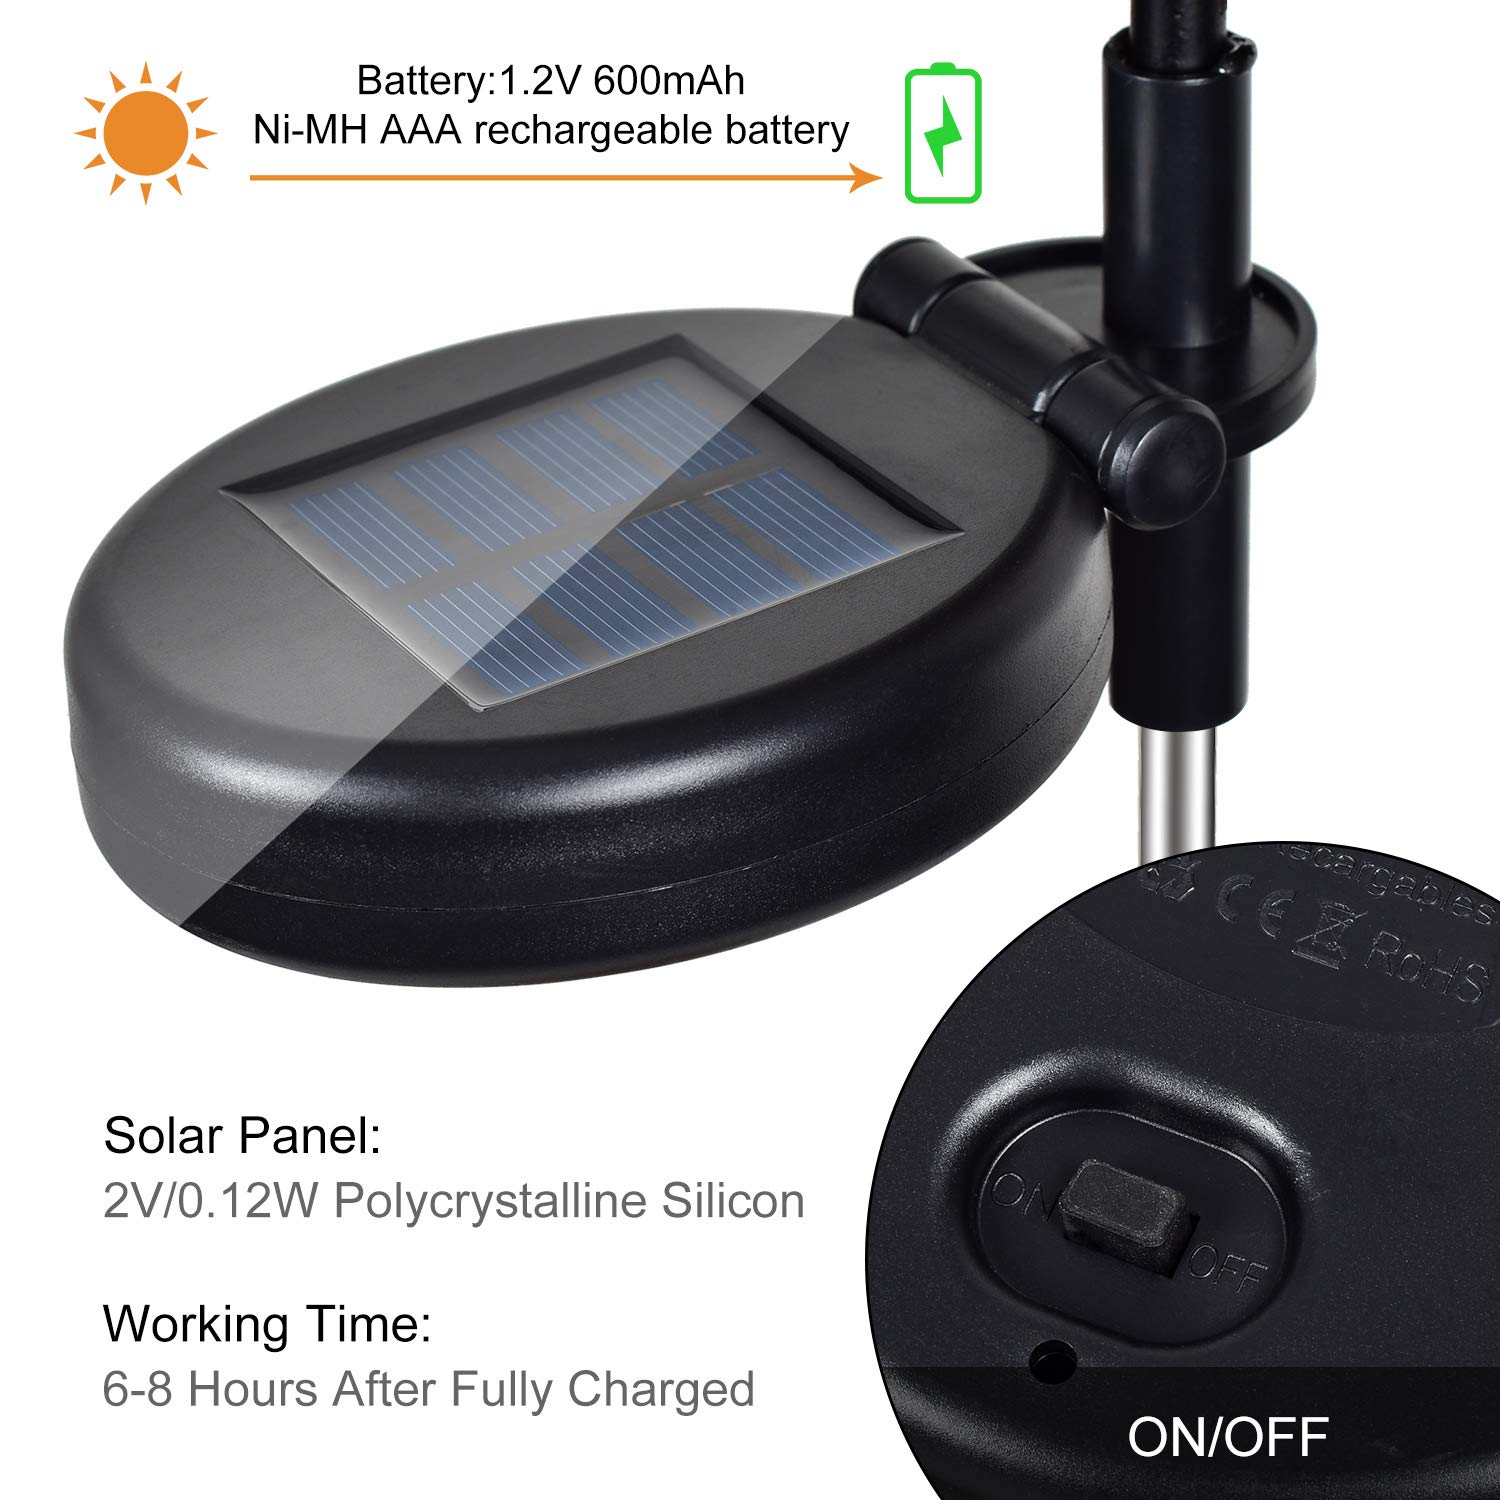 Battery:1.2V 600mAh
Ni-MH AAA rechargeable battery
CE RoHS
ON
OFF
Solar Panel:
2V/0.12W Polycrystalline Silicon
Working Time:
6-8 Hours After Fully Charged
ON/OFF